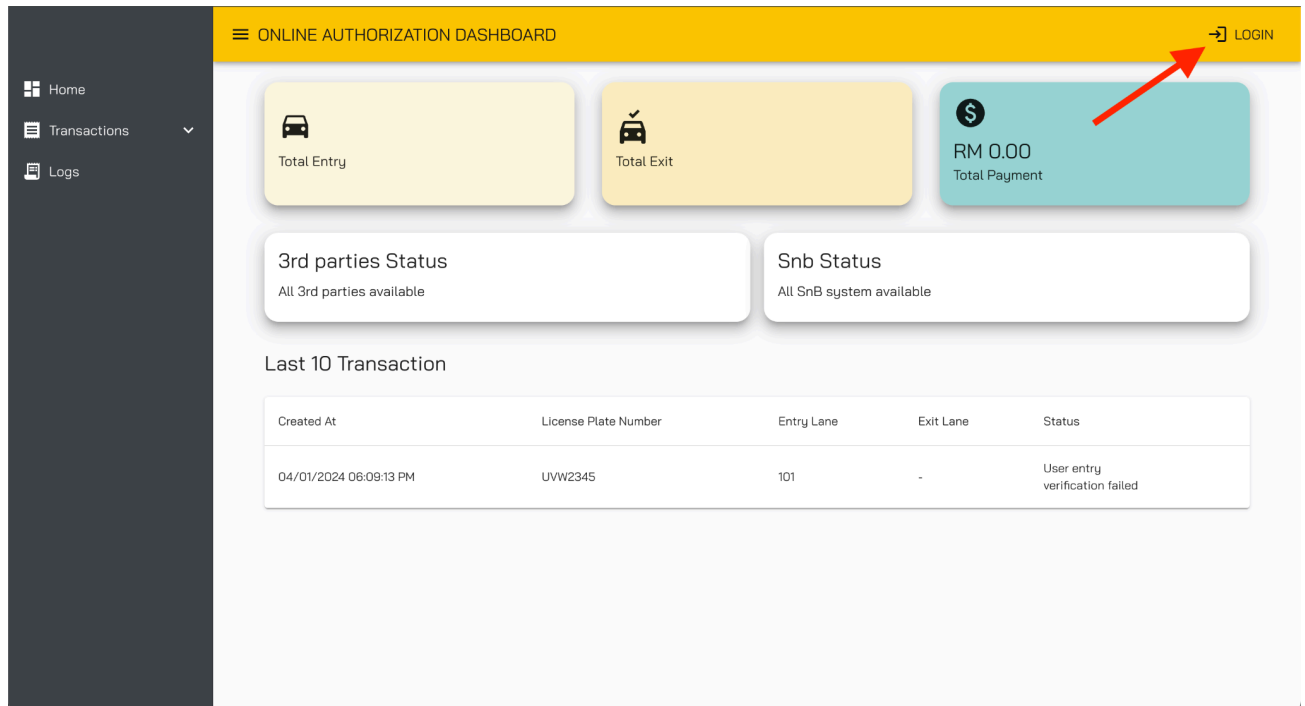 ONLINE AUTHORIZATION DASHBOARD
LOGIN
Home
Transactions
Logs
Total Entry
Total Exit
RM 0.00
Total Payment
3rd parties Status
All 3rd parties available
Snb Status
All SnB system available
Last 10 Transaction
Created At License Plate Number Entry Lane Exit Lane Status
04/01/2024 06:09:13 PM UVW2345 101 - User entry
verification failed